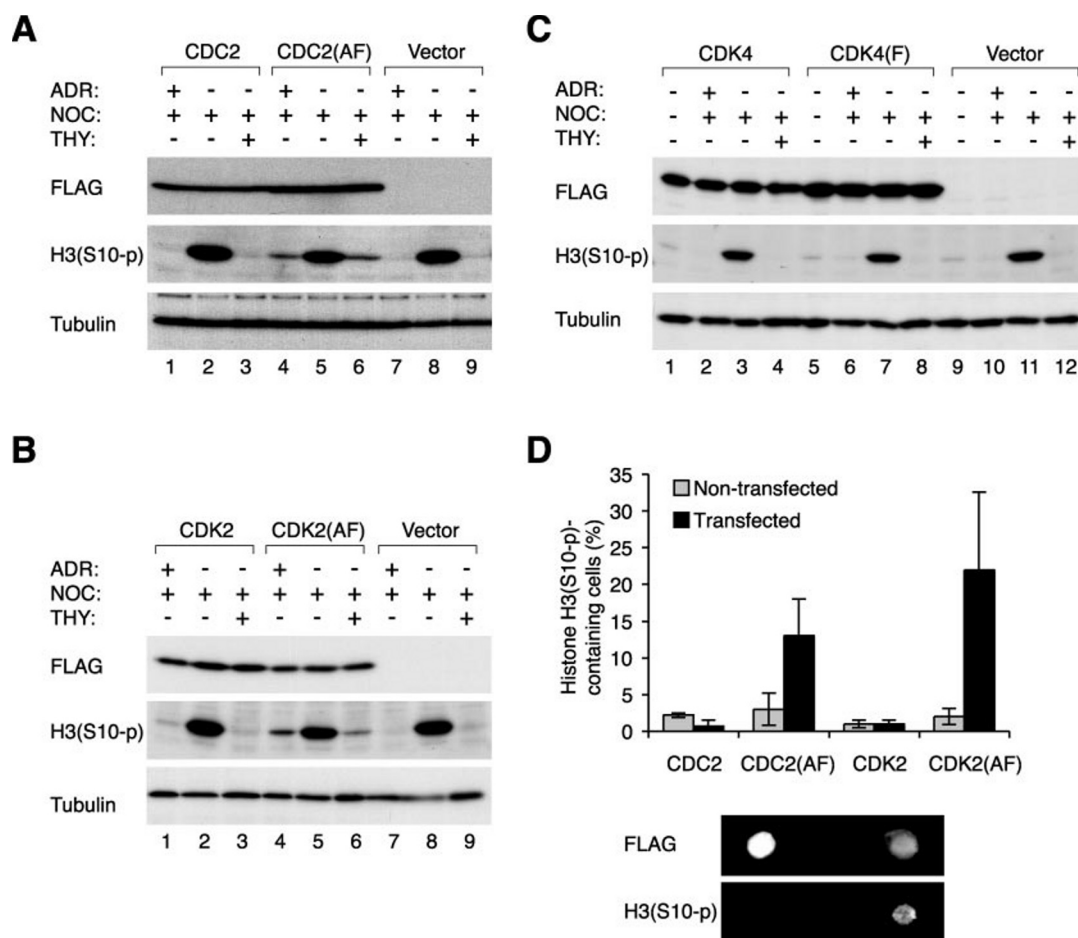 A
CDC2 CDC2(AF) Vector
ADR: + - - + - - + - -
NOC: + + + + + + + + +
THY: - - + - - + - - +
FLAG
H3(S10-p)
Tubulin
1 2 3 4 5 6 7 8 9
B
CDK2 CDK2(AF) Vector
ADR: + - - + - - + - -
NOC: + + + + + + + + +
THY: - - + - - + - - +
FLAG
H3(S10-p)
Tubulin
1 2 3 4 5 6 7 8 9
C
CDK4 CDK4(F) Vector
ADR: - + - - - + - - - + - -
NOC: - + + + - + + + - + + +
THY: - - - + - - - + - - - +
FLAG
H3(S10-p)
Tubulin
1 2 3 4 5 6 7 8 9 10 11 12
D
Histone H3(S10-p)-
containing cells (%)
35
30
25
20
15
10
5
0
Non-transfected
Transfected
CDC2 CDC2(AF) CDK2 CDK2(AF)
FLAG
H3(S10-p)